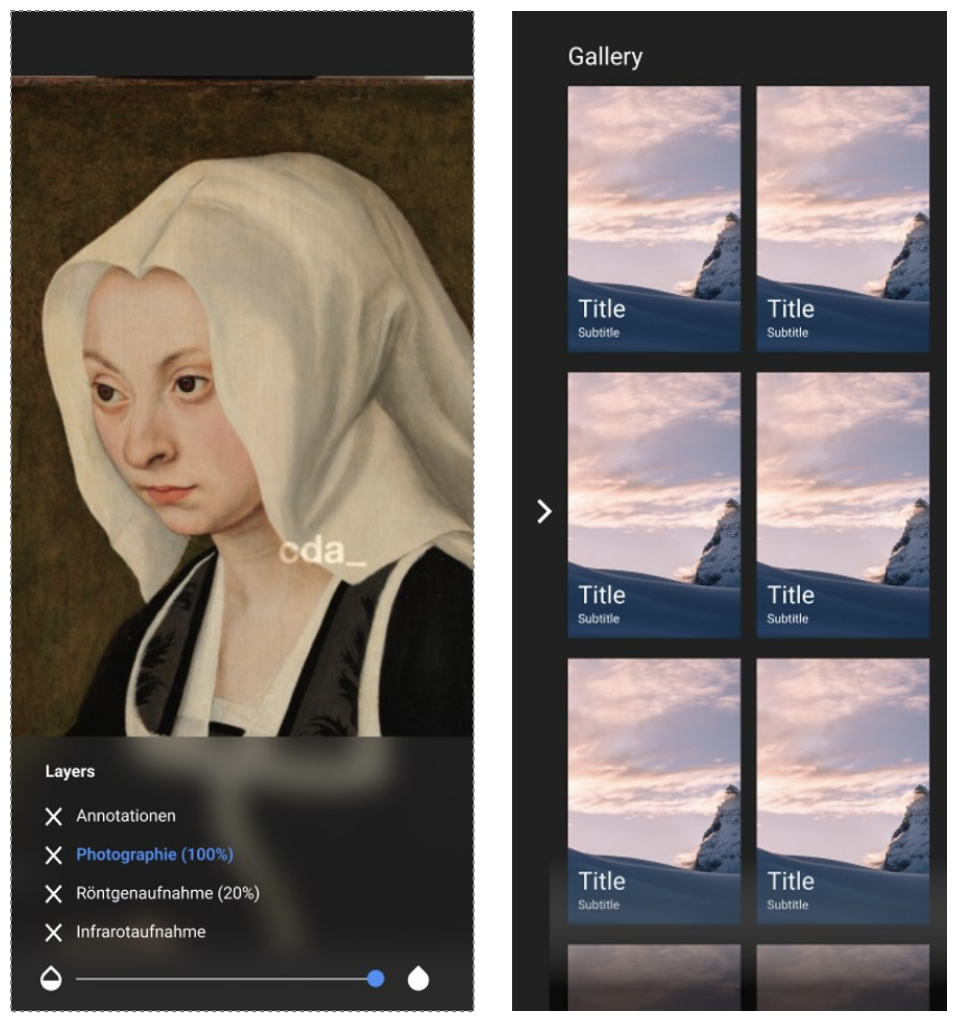 cda_
Layers
Annotationen
Photographie (100%)
Röntgenaufnahme (20%)
Infrarotaufnahme
Gallery
Title
Subtitle
Title
Subtitle
Title
Subtitle
Title
Subtitle
Title
Subtitle
Title
Subtitle